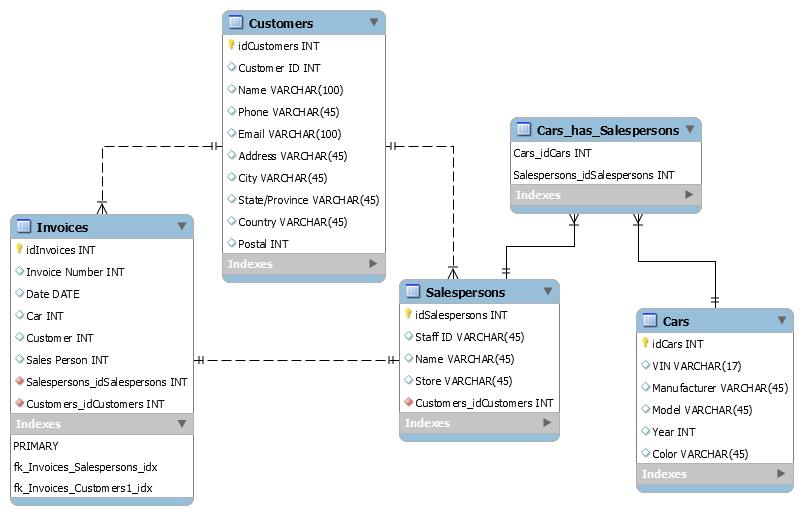 Customers
idCustomers INT
Customer ID INT
Name VARCHAR(100)
Phone VARCHAR(45)
Email VARCHAR(100)
Address VARCHAR(45)
City VARCHAR(45)
State/Province VARCHAR(45)
Country VARCHAR(45)
Postal INT
Indexes
Cars_has_Salespersons
Cars_idCars INT
Salespersons_idSalespersons INT
Indexes
Invoices
idInvoices INT
Invoice Number INT
Date DATE
Car INT
Customer INT
Sales Person INT
Salespersons_idSalespersons INT
Customers_idCustomers INT
Indexes
PRIMARY
fk_Invoices_Salespersons_idx
fk_Invoices_Customers1_idx
Salespersons
idSalespersons INT
Staff ID VARCHAR(45)
Name VARCHAR(45)
Store VARCHAR(45)
Customers_idCustomers INT
Indexes
Cars
idCars INT
VIN VARCHAR(17)
Manufacturer VARCHAR(45)
Model VARCHAR(45)
Year INT
Color VARCHAR(45)
Indexes